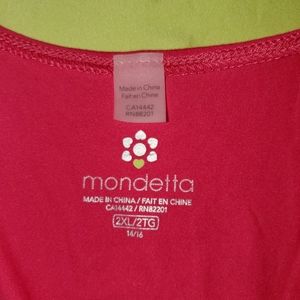 Made in China
Fait en Chine
CA14442
RN88201
mondetta
MADE IN CHINA / FAIT EN CHINE
CA14442 / RN82201
2XL/2TG
14/16